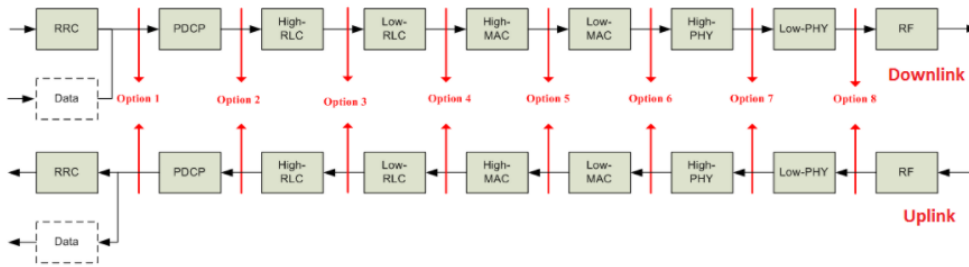 RRC PDCP High-RLC Low-RLC High-MAC Low-MAC High-PHY Low-PHY RF
Downlink
Data
Option 1 Option 2 Option 3 Option 4 Option 5 Option 6 Option 7 Option 8
RRC PDCP High-RLC Low-RLC High-MAC Low-MAC High-PHY Low-PHY RF
Uplink
Data